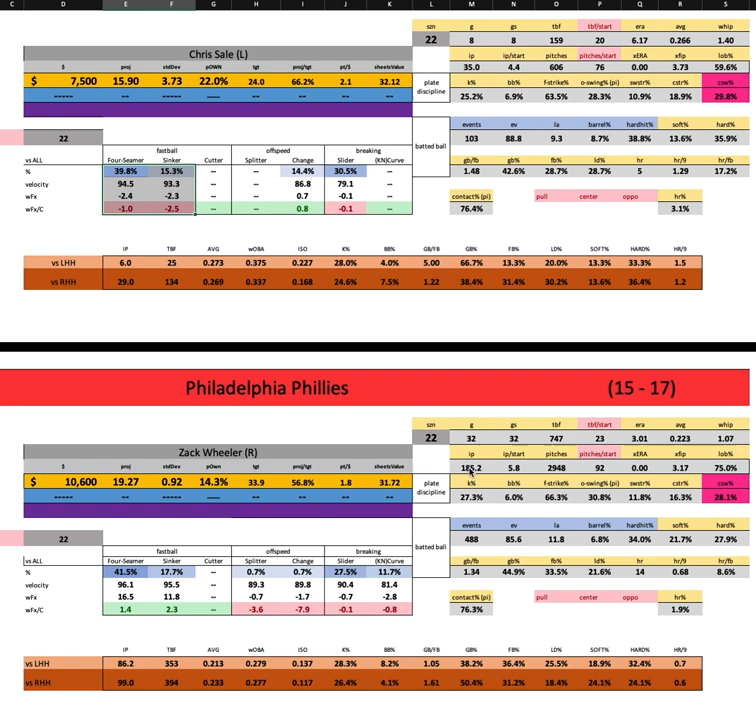 C D E F G H I J K L M N O P Q R S
szn g gs tbf tbf/start era avg whip
22 8 8 159 20 6.17 0.266 1.40
Chris Sale (L)
ip ip/start pitches pitches/start xERA xfip lob%
35.0 4.4 606 76 0.00 3.73 59.6%
$ proj stdDev pOWN tgt proj/tgt pt/$ sheetsValue
$ 7,500 15.90 3.73 22.0% 24.0 66.2% 2.1 32.12
plate discipline
k% bb% f-strike% o-swing% (pi) swstr% cstr% csw%
----- -- -- — -- -- -- --
25.2% 6.9% 63.5% 28.3% 10.9% 18.9% 29.8%
batted ball
events ev la barrel% hardhit% soft% hard%
22
103 88.8 9.3 8.7% 38.8% 13.6% 35.9%
fastball offspeed breaking
vs ALL Four-Seamer Sinker Cutter Splitter Change Slider (KN)Curve
gb/fb gb% fb% ld% hr hr/9 hr/fb
% 39.8% 15.3% -- -- 14.4% 30.5% --
1.48 42.6% 28.7% 28.7% 5 1.29 17.2%
velocity 94.5 93.3 -- -- 86.8 79.1
wFx -2.4 -2.3 -- -- 0.7 -0.1 --
wFx/C -1.0 -2.5 -- -- 0.8 -0.1 --
contact% (pi) pull center oppo hr%
76.4% 3.1%
IP TBF AVG wOBA ISO K% BB% GB/FB GB% FB% LD% SOFT% HARD% HR/9
vs LHH 6.0 25 0.273 0.375 0.227 28.0% 4.0% 5.00 66.7% 13.3% 20.0% 13.3% 33.3% 1.5
vs RHH 29.0 134 0.269 0.337 0.168 24.6% 7.5% 1.22 38.4% 31.4% 30.2% 13.6% 36.4% 1.2
Philadelphia Phillies (15 - 17)
szn g gs tbf tbf/start era avg whip
22 32 32 747 23 3.01 0.223 1.07
Zack Wheeler (R)
ip ip/start pitches pitches/start xERA xfip lob%
5.8 2948 92 0.00 3.17 75.0%
$ proj stdDev pOwn tgt proj/tgt pt/$ sheetsValue
$ 10,600 19.27 0.92 14.3% 33.9 56.8% 1.8 31.72
plate discipline
k% bb% f-strike% o-swing% (pi) swstr% cstr% csw%
----- -- -- — -- -- -- --
27.3% 6.0% 66.3% 30.8% 11.8% 16.3% 28.1%
batted ball
events ev la barrel% hardhit% soft% hard%
22
488 85.6 11.8 6.8% 34.0% 21.7% 27.9%
fastball offspeed breaking
vs ALL Four-Seamer Sinker Cutter Splitter Change Slider (KN)Curve
gb/fb gb% fb% ld% hr hr/9 hr/fb
% 41.5% 17.7% -- 0.7% 0.7% 27.5% 11.7%
1.34 44.9% 33.5% 21.6% 14 0.68 8.6%
velocity 96.1 95.5 -- 89.3 89.8 90.4 81.4
wFx 16.5 11.8 -- -0.7 -1.7 -0.7 -2.8
wFx/C 1.4 2.3 -- -3.6 -7.9 -0.1 -0.8
contact% (pi) pull center oppo hr%
76.3% 1.9%
IP TBF AVG wOBA ISO K% BB% GB/FB GB% FB% LD% SOFT% HARD% HR/9
vs LHH 86.2 353 0.213 0.279 0.137 28.3% 8.2% 1.05 38.2% 36.4% 25.5% 18.9% 32.4% 0.7
vs RHH 99.0 394 0.233 0.277 0.117 26.4% 4.1% 1.61 50.4% 31.2% 18.4% 24.1% 24.1% 0.6